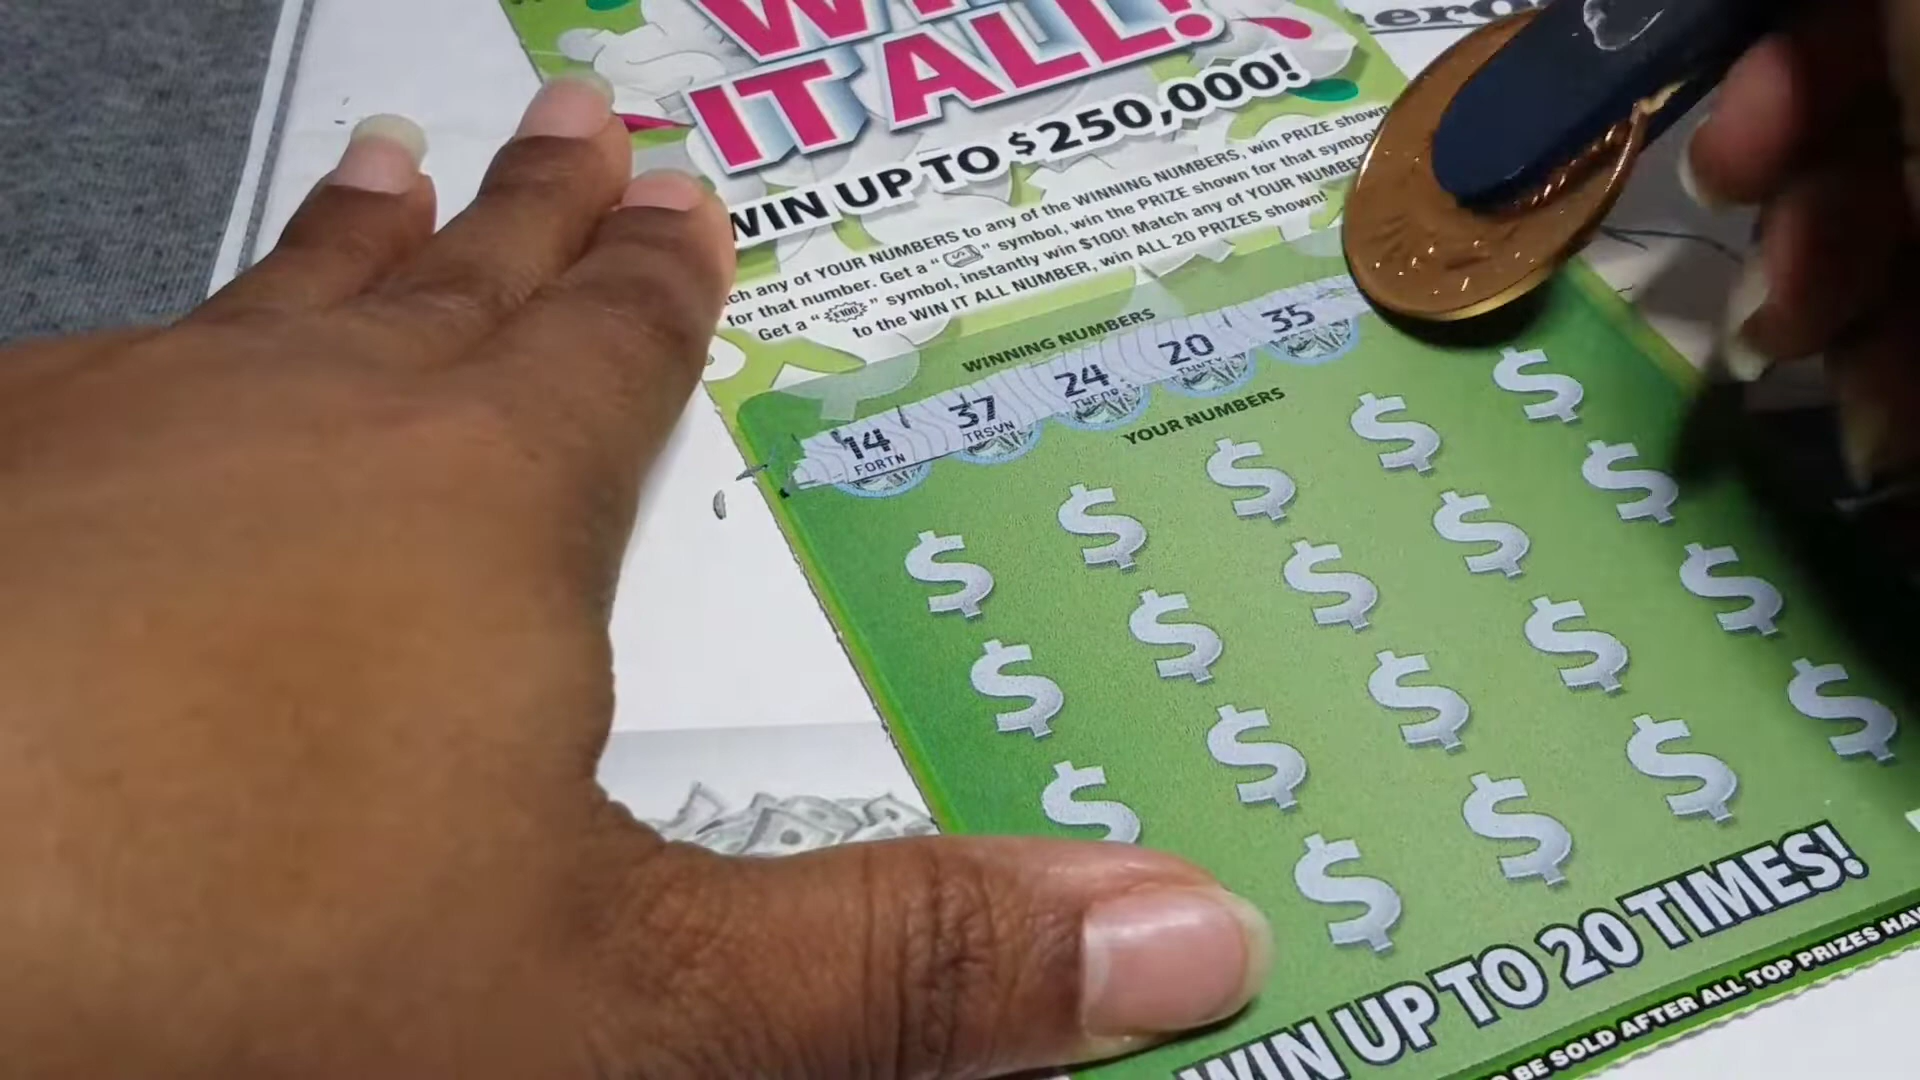 IT ALL!
WIN UP TO $250,000!
any of YOUR NUMBERS to any of the WINNING NUMBERS, win PRIZE shown
for that number. Get a " " symbol, win the PRIZE shown for that symbol
Get a "$100" symbol, instantly win $100! Match any of YOUR NUMBERS
to the WIN IT ALL NUMBER, win ALL 20 PRIZES shown!
WINNING NUMBERS
14 37 24 20 35
FORTN TRSVN
YOUR NUMBERS
$ $ $ $ $
$ $ $ $ $
$ $ $ $ $
$ $ $ $
WIN UP TO 20 TIMES!
BE SOLD AFTER ALL TOP PRIZES